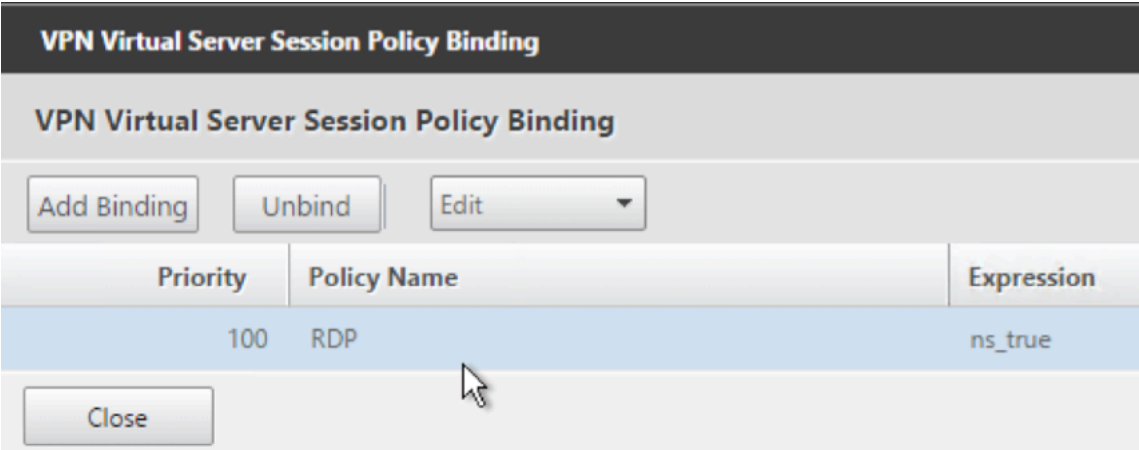 VPN Virtual Server Session Policy Binding
VPN Virtual Server Session Policy Binding
Add Binding Unbind Edit
Priority Policy Name Expression
100 RDP ns_true
Close